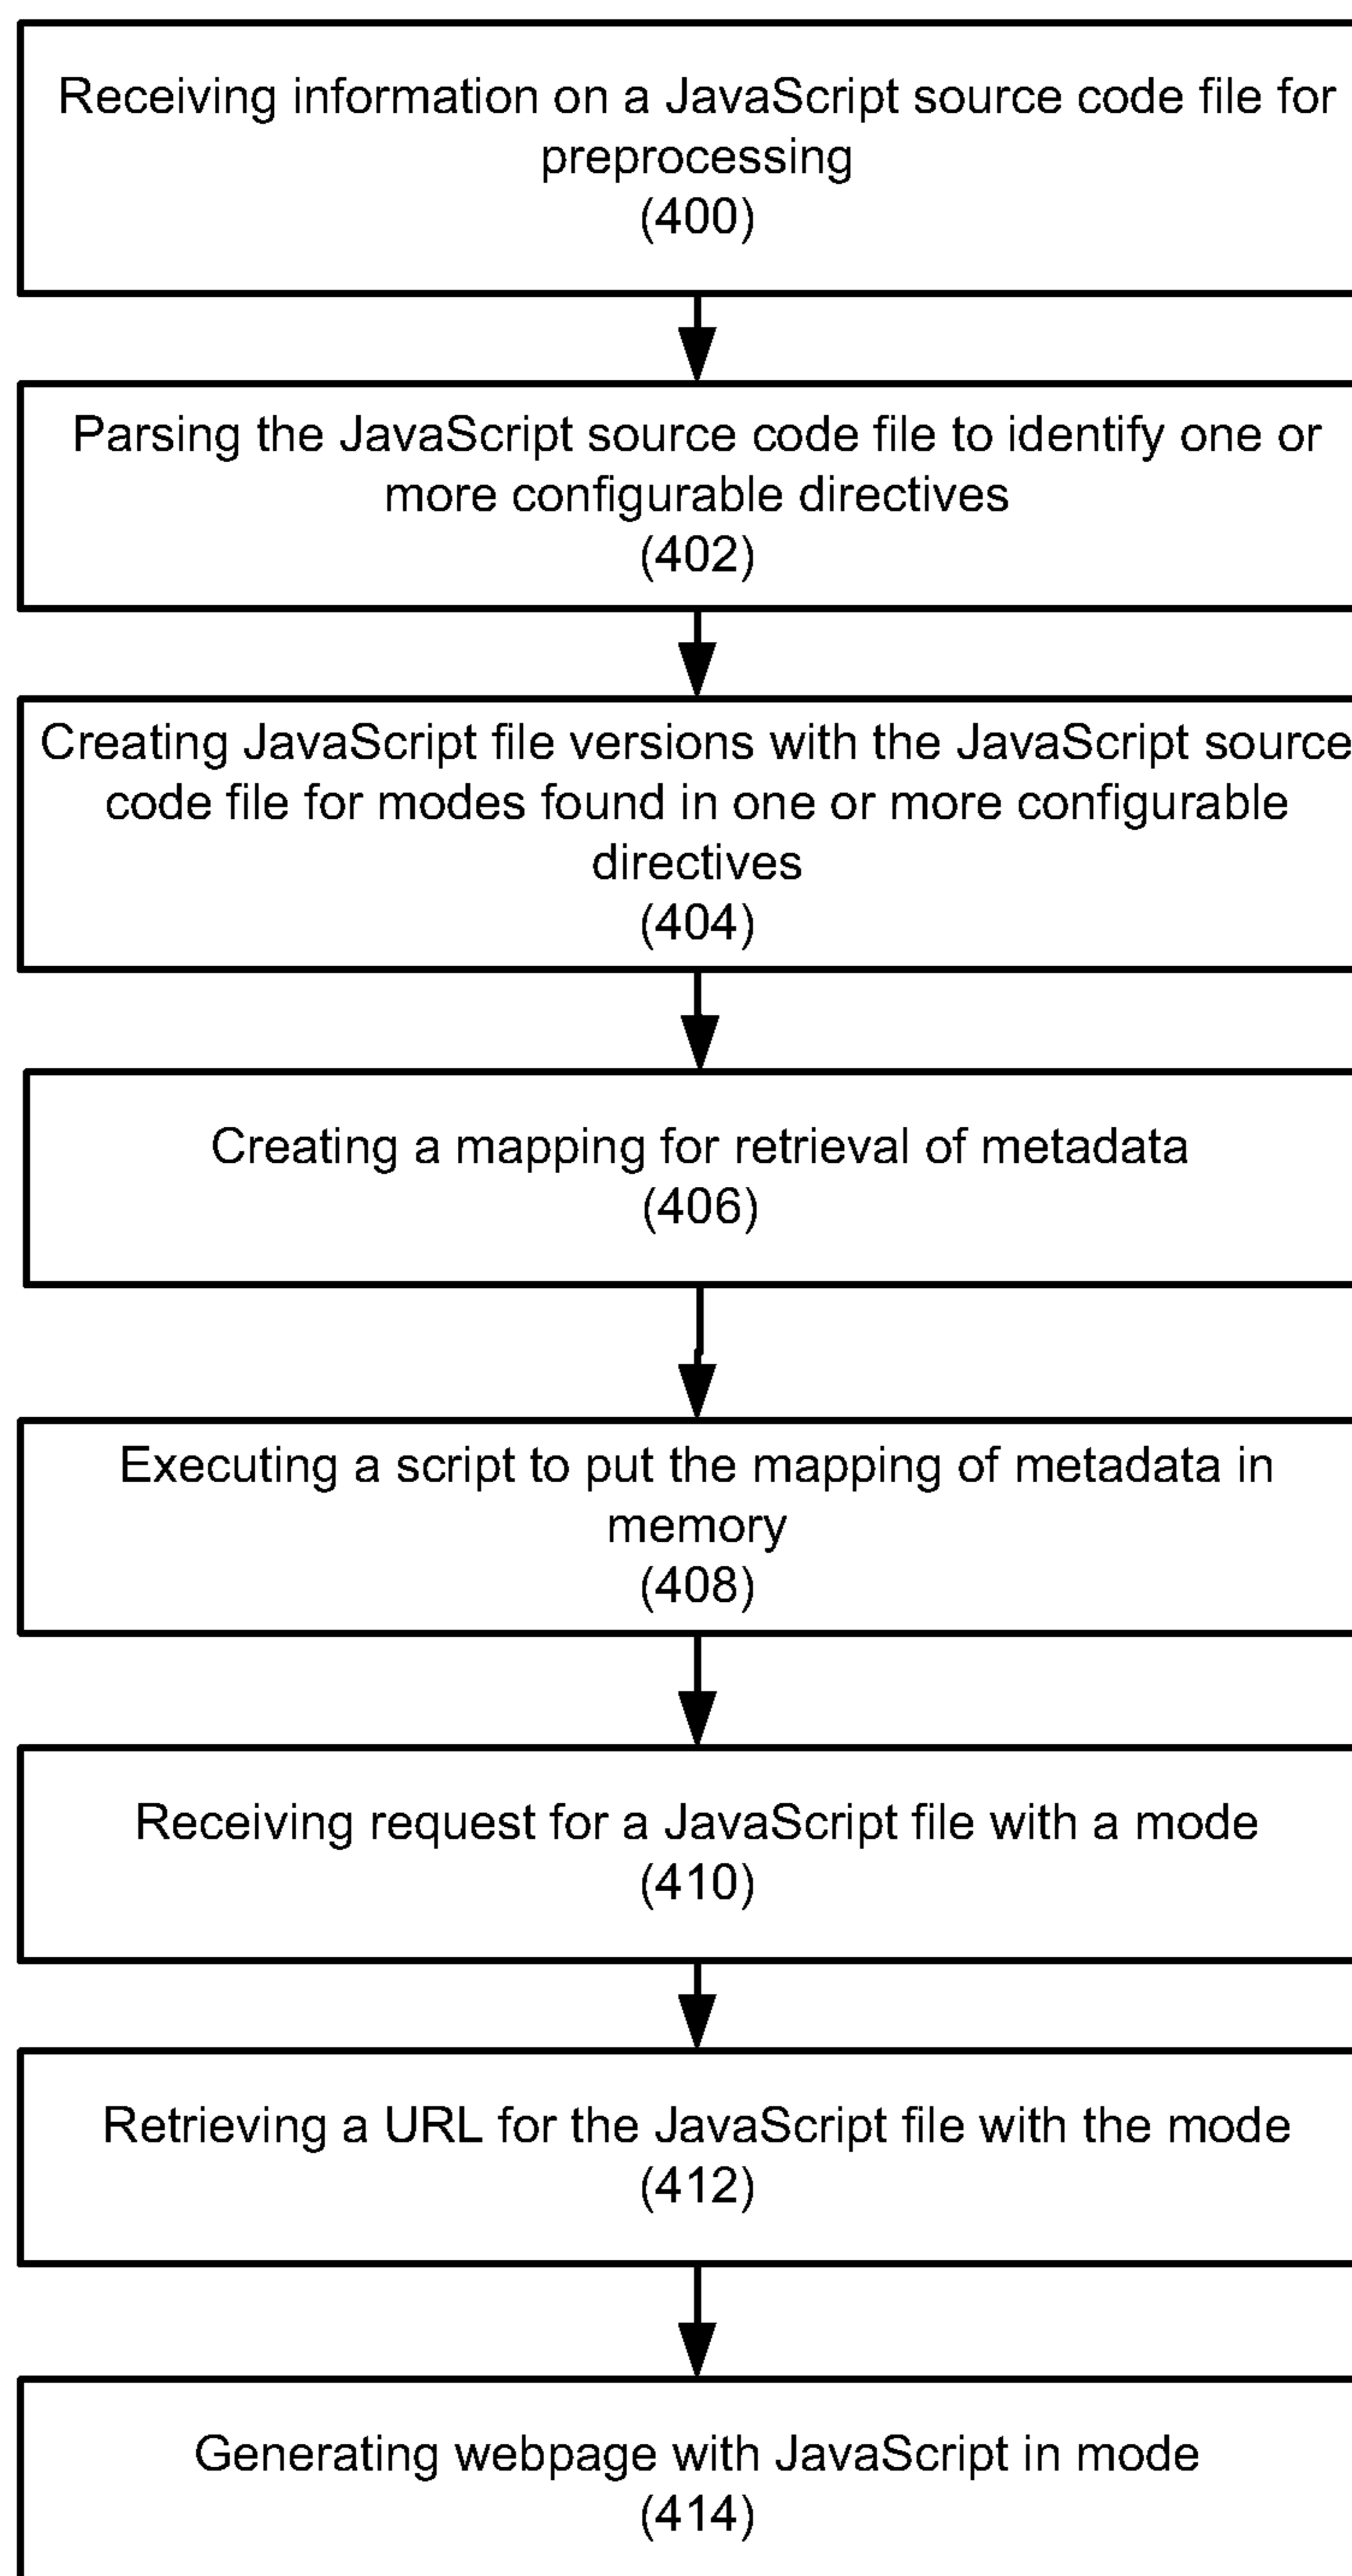 Receiving information on a JavaScript source code file for
preprocessing
(400)
Parsing the JavaScript source code file to identify one or
more configurable directives
(402)
Creating JavaScript file versions with the JavaScript source
code file for modes found in one or more configurable
directives
(404)
Creating a mapping for retrieval of metadata
(406)
Executing a script to put the mapping of metadata in
memory
(408)
Receiving request for a JavaScript file with a mode
(410)
Retrieving a URL for the JavaScript file with the mode
(412)
Generating webpage with JavaScript in mode
(414)